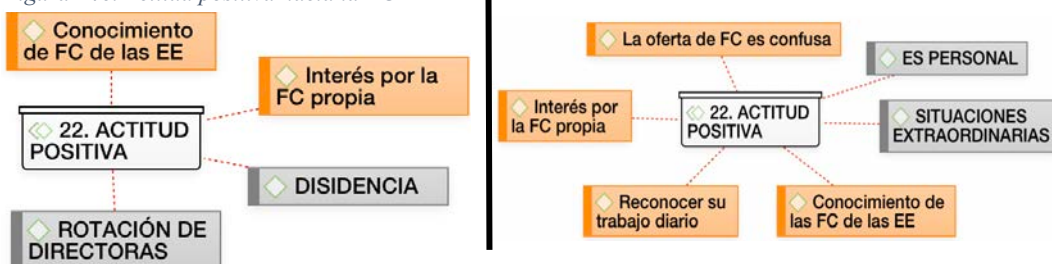 Conocimiento
de FC de las EE
Interés por la
FC propia
22. ACTITUD
POSITIVA
DISIDENCIA
ROTACIÓN DE
DIRECTORAS
La oferta de FC es confusa
ES PERSONAL
Interés por
la FC propia
22. ACTITUD
POSITIVA
SITUACIONES
EXTRAORDINARIAS
Reconocer su
trabajo diario
Conocimiento de
las FC de las EE